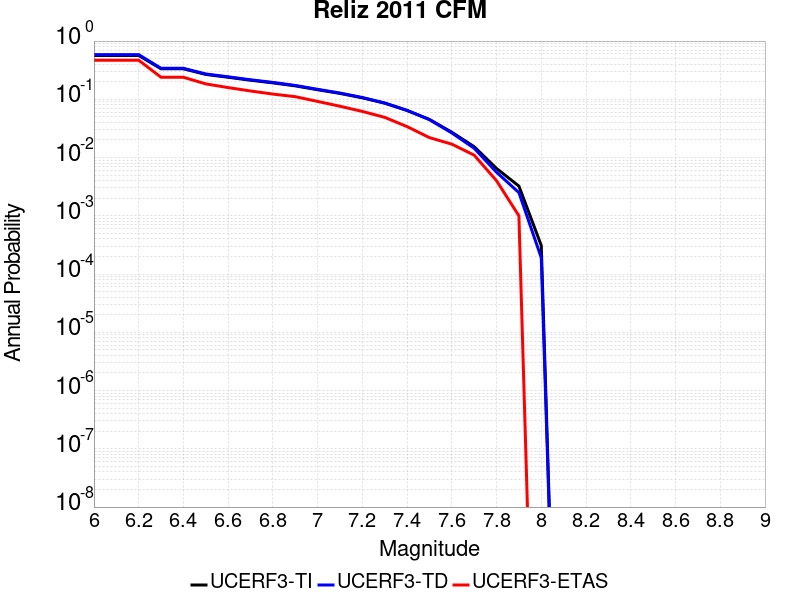 Reliz 2011 CFM
Annual Probability
10^0
10^-1
10^-2
10^-3
10^-4
10^-5
10^-6
10^-7
10^-8
6 6.2 6.4 6.6 6.8 7 7.2 7.4 7.6 7.8 8 8.2 8.4 8.6 8.8 9
Magnitude
UCERF3-TI UCERF3-TD UCERF3-ETAS